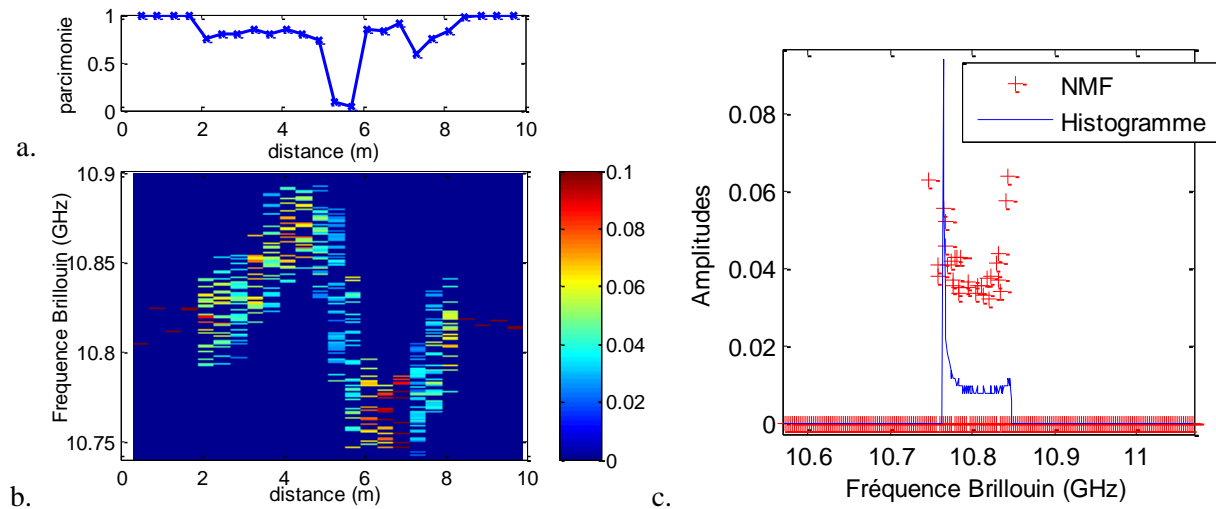 1
0.5
0
parcimonie
0 2 4 6 8 10
distance (m)
a.
10.9
10.85
10.8
10.75
Frequence Brillouin (GHz)
0 2 4 6 8 10
distance (m)
b.
0.1
0.08
0.06
0.04
0.02
0
NMF
Histogramme
0.08
0.06
0.04
0.02
0
Amplitudes
10.6 10.7 10.8 10.9 11
Fréquence Brillouin (GHz)
c.